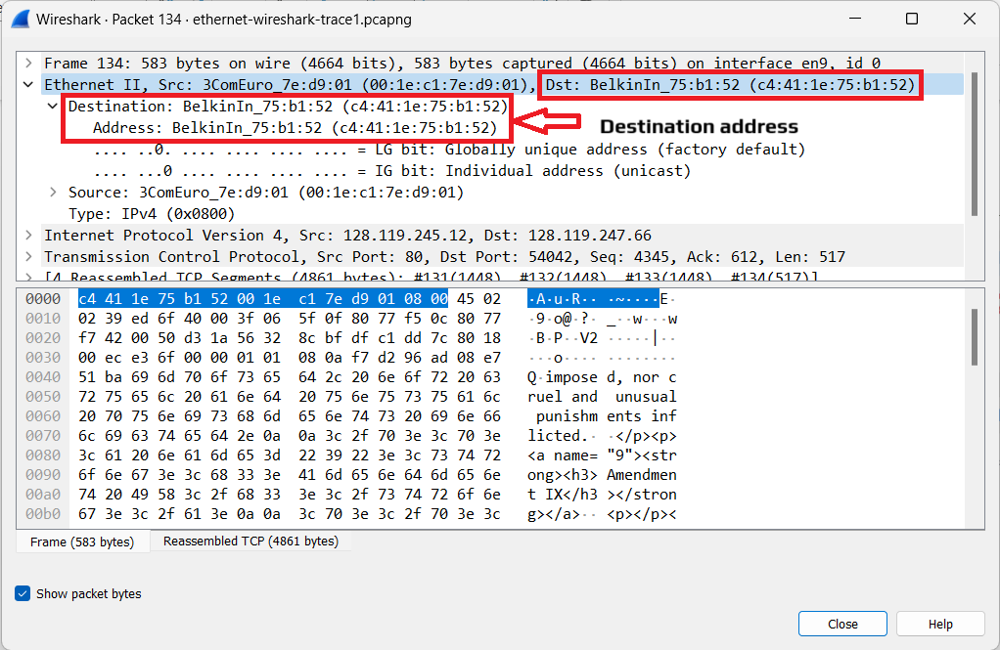 Wireshark · Packet 134 · ethernet-wireshark-trace1.pcapng
Frame 134: 583 bytes on wire (4664 bits), 583 bytes captured (4664 bits) on interface en9, id 0
Ethernet II, Src: 3ComEuro_7e:d9:01 (00:1e:c1:7e:d9:01), Dst: BelkinIn_75:b1:52 (c4:41:1e:75:b1:52)
Destination: BelkinIn_75:b1:52 (c4:41:1e:75:b1:52)
Address: BelkinIn_75:b1:52 (c4:41:1e:75:b1:52)
Destination address
.... ..0. .... .... .... .... = LG bit: Globally unique address (factory default)
.... ...0 .... .... .... .... = IG bit: Individual address (unicast)
Source: 3ComEuro_7e:d9:01 (00:1e:c1:7e:d9:01)
Type: IPv4 (0x0800)
Internet Protocol Version 4, Src: 128.119.245.12, Dst: 128.119.247.66
Transmission Control Protocol, Src Port: 80, Dst Port: 54042, Seq: 4345, Ack: 612, Len: 517
[4 Reassembled TCP Segments (4861 bytes): #131(1448), #132(1448), #133(1448), #134(517)]
0000 c4 41 1e 75 b1 52 00 1e c1 7e d9 01 08 00 45 02 ·A·u·R·· ·~····E·
0010 02 39 ed 6f 40 00 3f 06 5f 0f 80 77 f5 0c 80 77 ·9·o@·?· _··w···w
0020 f7 42 00 50 d3 1a 56 32 8c bf df c1 dd 7c 80 18 ·B·P··V2 ·····|··
0030 00 ec e3 6f 00 00 01 01 08 0a f7 d2 96 ad 08 e7 ···o···· ········
0040 51 ba 69 6d 70 6f 73 65 64 2c 20 6e 6f 72 20 63 Q·impose d, nor c
0050 72 75 65 6c 20 61 6e 64 20 75 6e 75 73 75 61 6c ruel and  unusual
0060 20 70 75 6e 69 73 68 6d 65 6e 74 73 20 69 6e 66  punishm ents inf
0070 6c 69 63 74 65 64 2e 0a 0a 3c 2f 70 3e 3c 70 3e licted.· ·</p><p>
0080 3c 61 20 6e 61 6d 65 3d 22 39 22 3e 3c 73 74 72 <a name= "9"><str
0090 6f 6e 67 3e 3c 68 33 3e 41 6d 65 6e 64 6d 65 6e ong><h3> Amendmen
00a0 74 20 49 58 3c 2f 68 33 3e 3c 2f 73 74 72 6f 6e t IX</h3 ></stron
00b0 67 3e 3c 2f 61 3e 0a 0a 3c 70 3e 3c 2f 70 3e 3c g></a>·· <p></p><
Frame (583 bytes) Reassembled TCP (4861 bytes)
Show packet bytes
Close Help